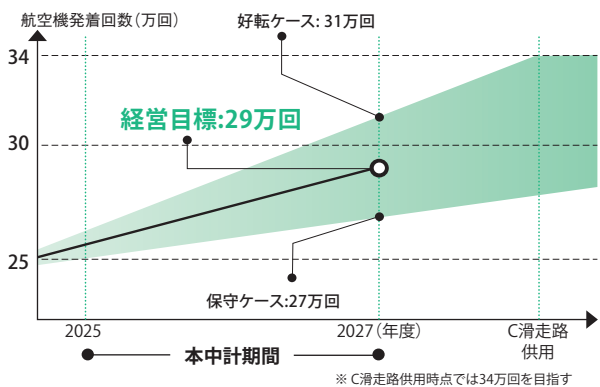 航空機発着回数(万回)
好転ケース: 31万回
34
経営目標:29万回
30
25
保守ケース:27万回
2025
2027(年度)
C滑走路
供用
本中計期間
※ C滑走路供用時点では34万回を目指す